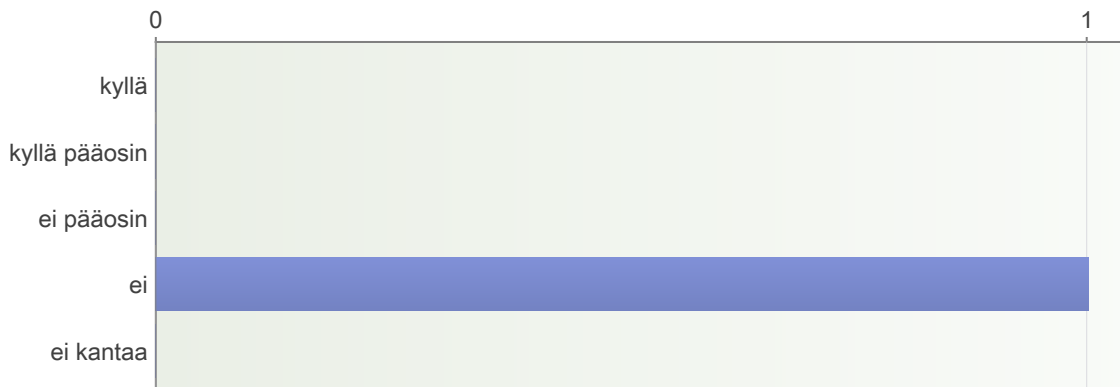 0 1
kyllä
kyllä pääosin
ei pääosin
ei
ei kantaa